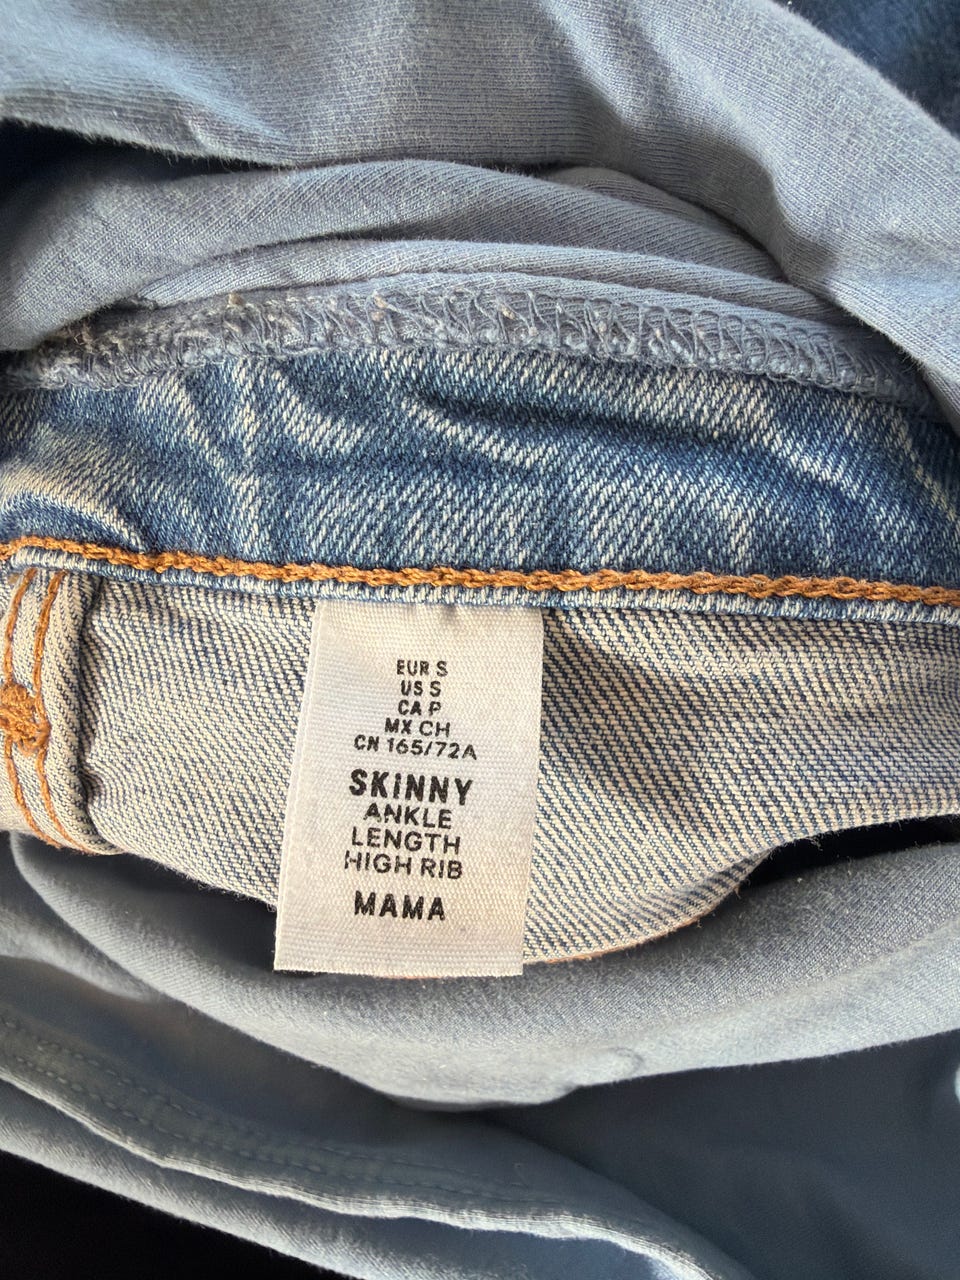 EUR S
US S
CA P
MX CH
CN 165/72A
SKINNY
ANKLE
LENGTH
HIGH RIB
MAMA